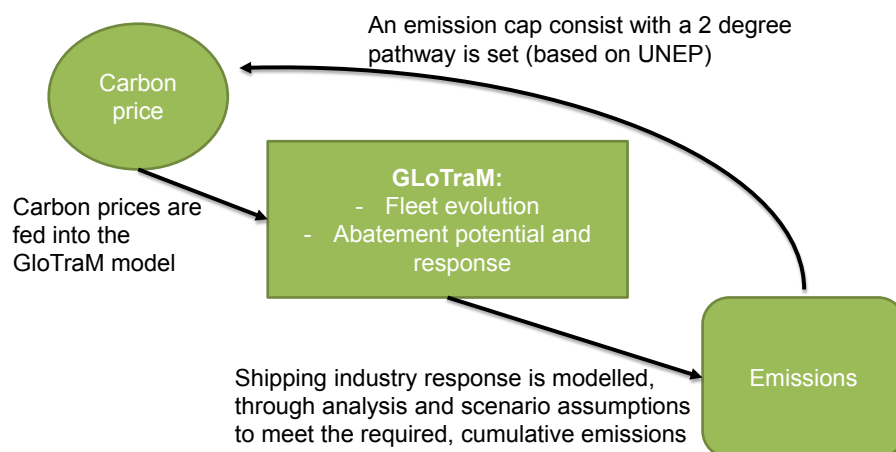 An emission cap consist with a 2 degree
pathway is set (based on UNEP)
Carbon
price
GLoTraM:
- Fleet evolution
- Abatement potential and
response
Carbon prices are
fed into the
GloTraM model
Shipping industry response is modelled,
through analysis and scenario assumptions
to meet the required, cumulative emissions
Emissions